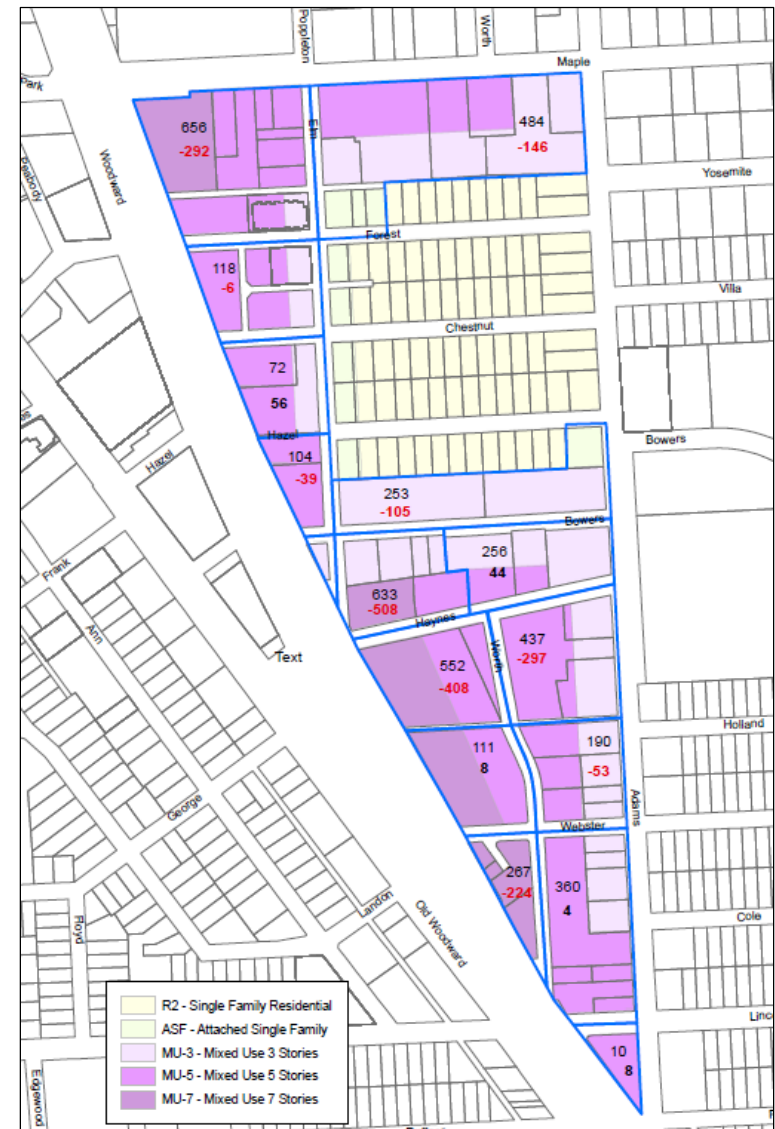 Poppleton
Worth
Maple
Park
Elm
656
-292
484
-146
Woodward
Peabody
Yosemite
Forest
118
-6
Villa
Chestnut
72
56
Hazel
104
-39
Bowers
Hazel
253
-105
Bowers
256
44
Frank
633
-508
Haynes
Ann
437
-297
Worth
Text
552
-408
Holland
190
-53
111
8
Adams
George
Webster
267
-224
360
4
Landon
Old Woodward
Cole
Royd
R2 - Single Family Residential
ASF - Attached Single Family
MU-3 - Mixed Use 3 Stories
MU-5 - Mixed Use 5 Stories
MU-7 - Mixed Use 7 Stories
Linc
10
8
Edgewood